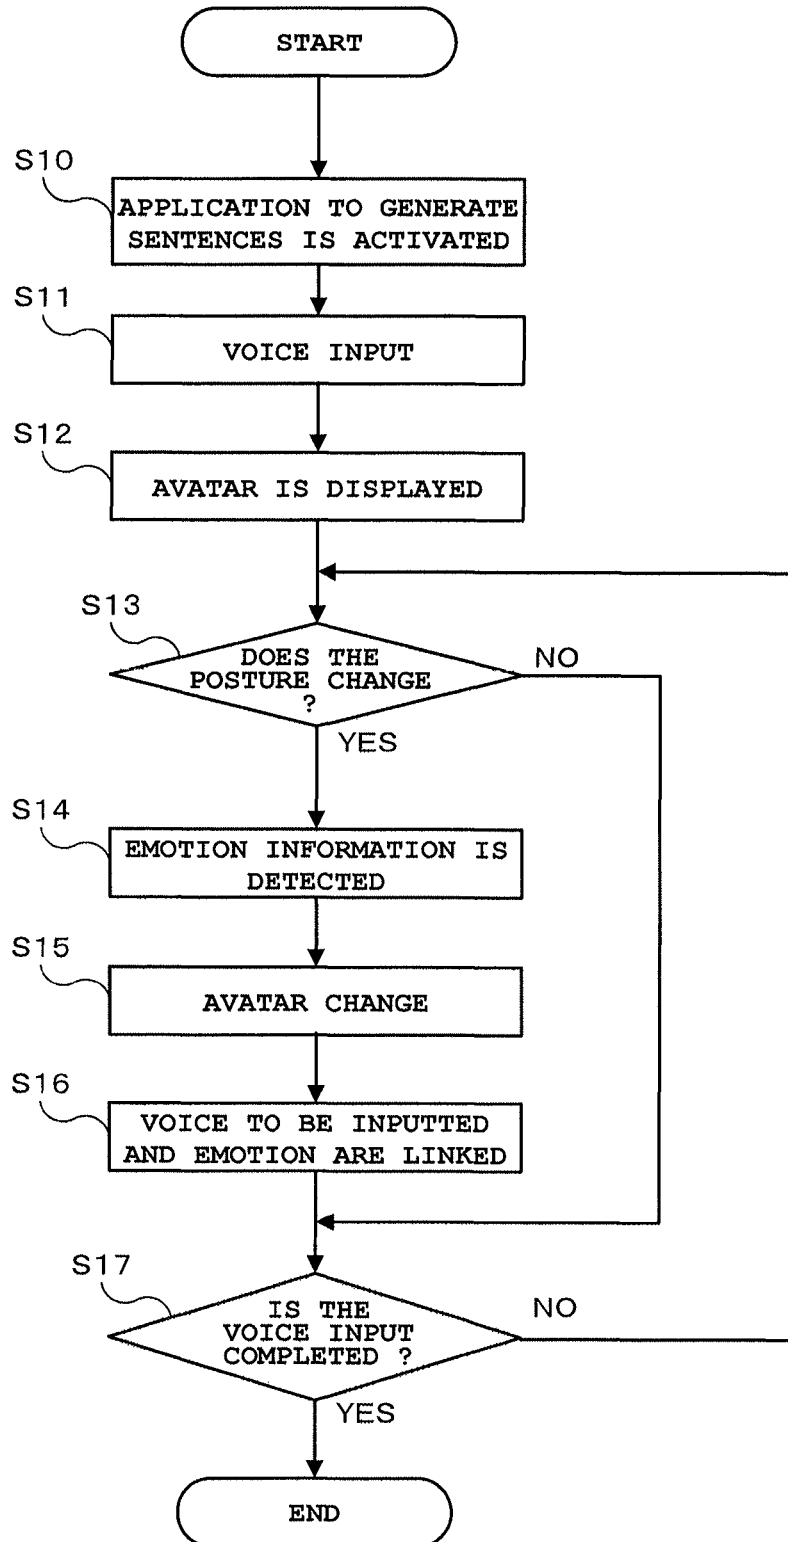 START
S10
APPLICATION TO GENERATE
SENTENCES IS ACTIVATED
S11
VOICE INPUT
S12
AVATAR IS DISPLAYED
S13
DOES THE
POSTURE CHANGE
?
NO
YES
S14
EMOTION INFORMATION IS
DETECTED
S15
AVATAR CHANGE
S16
VOICE TO BE INPUTTED
AND EMOTION ARE LINKED
S17
IS THE
VOICE INPUT
COMPLETED ?
NO
YES
END